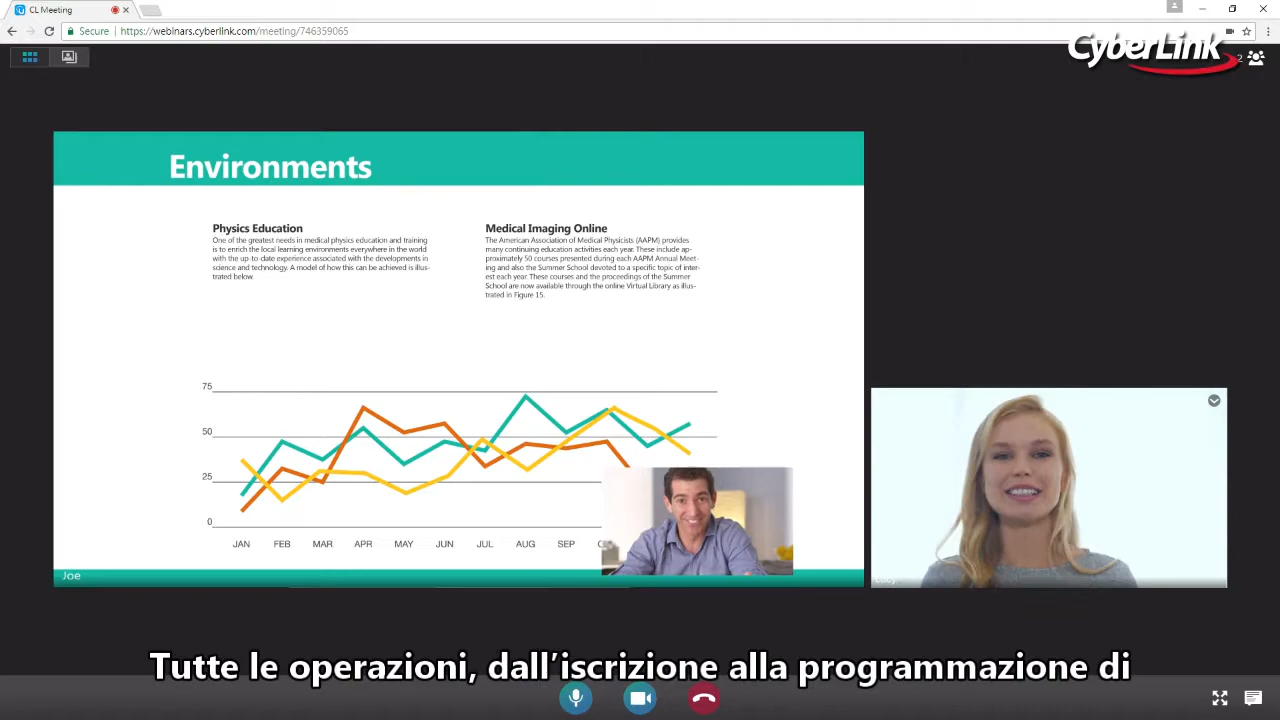 CL Meeting
Secure
https://webinars.cyberlink.com/meeting/746359065
CyberLink
2
Environments
Physics Education
One of the greatest needs in medical physics education and training
is to enrich the local learning environments everywhere in the world
with the up-to-date experience associated with the developments in
science and technology. A model of how this can be achieved is illus-
trated below.
Medical Imaging Online
The American Association of Medical Physicists (AAPM) provides
many continuing education activities each year. These include ap-
proximately 50 courses presented during each AAPM Annual Meet-
ing and also the Summer School devoted to a specific topic of inter-
est each year. These courses and the proceedings of the Summer
School are now available through the online Virtual Library as illus-
trated in Figure 15.
75
50
25
0
JAN FEB MAR APR MAY JUN JUL AUG SEP
Joe
Lucy
Tutte le operazioni, dall’iscrizione alla programmazione di